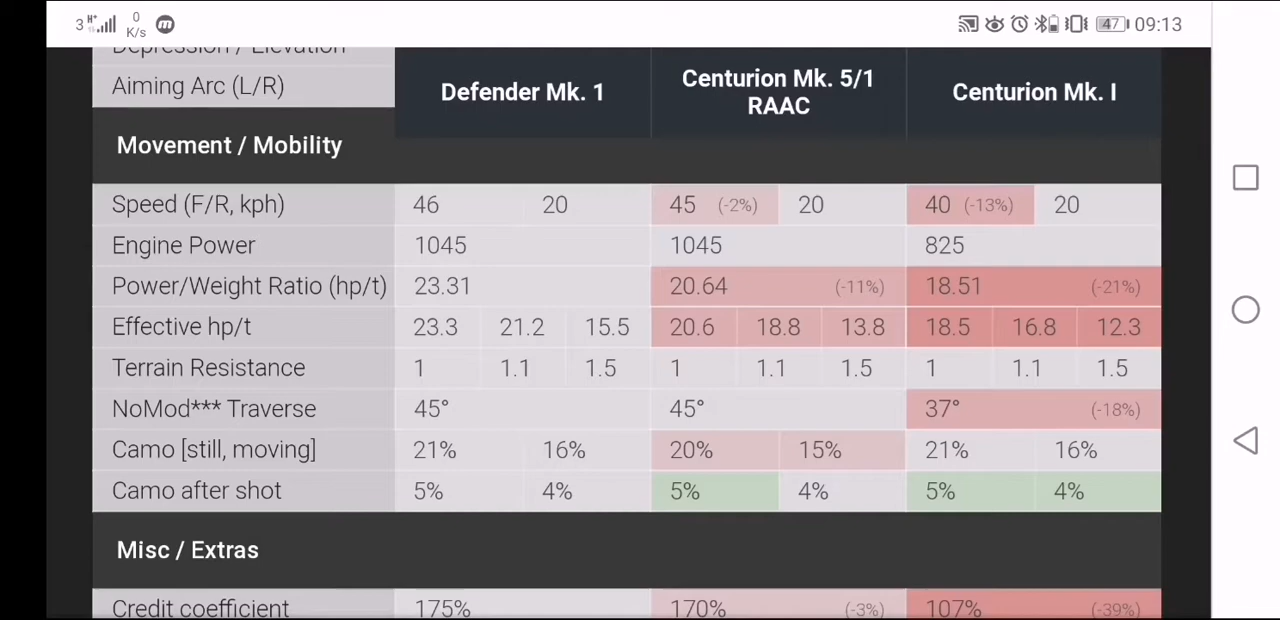 3 H+ 0 K/s 47 09:13
Depression / Elevation
Aiming Arc (L/R) Defender Mk. 1 Centurion Mk. 5/1 RAAC Centurion Mk. I
Movement / Mobility
Speed (F/R, kph) 46 20 45 (-2%) 20 40 (-13%) 20
Engine Power 1045 1045 825
Power/Weight Ratio (hp/t) 23.31 20.64 (-11%) 18.51 (-21%)
Effective hp/t 23.3 21.2 15.5 20.6 18.8 13.8 18.5 16.8 12.3
Terrain Resistance 1 1.1 1.5 1 1.1 1.5 1 1.1 1.5
NoMod*** Traverse 45° 45° 37° (-18%)
Camo [still, moving] 21% 16% 20% 15% 21% 16%
Camo after shot 5% 4% 5% 4% 5% 4%
Misc / Extras
Credit coefficient 175% 170% (-3%) 107% (-39%)